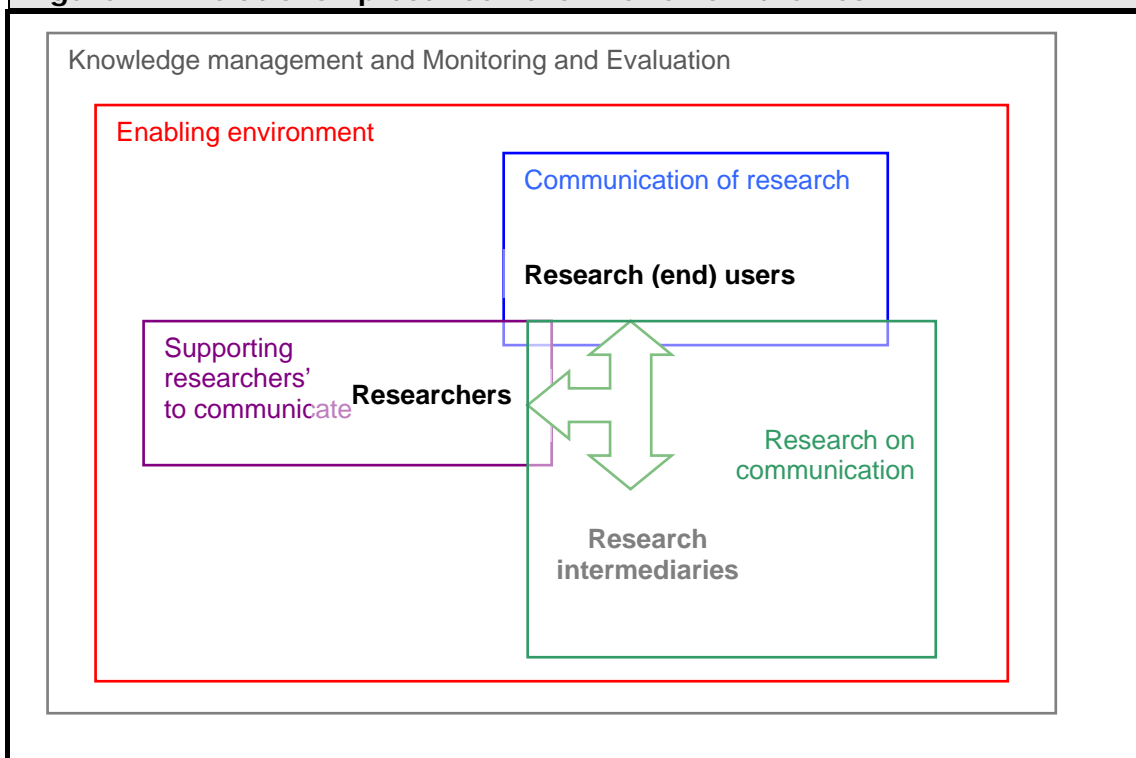 Knowledge management and Monitoring and Evaluation
Enabling environment
Communication of research
Research (end) users
Supporting
researchers’
to communicate
Researchers
Research on
communication
Research
intermediaries